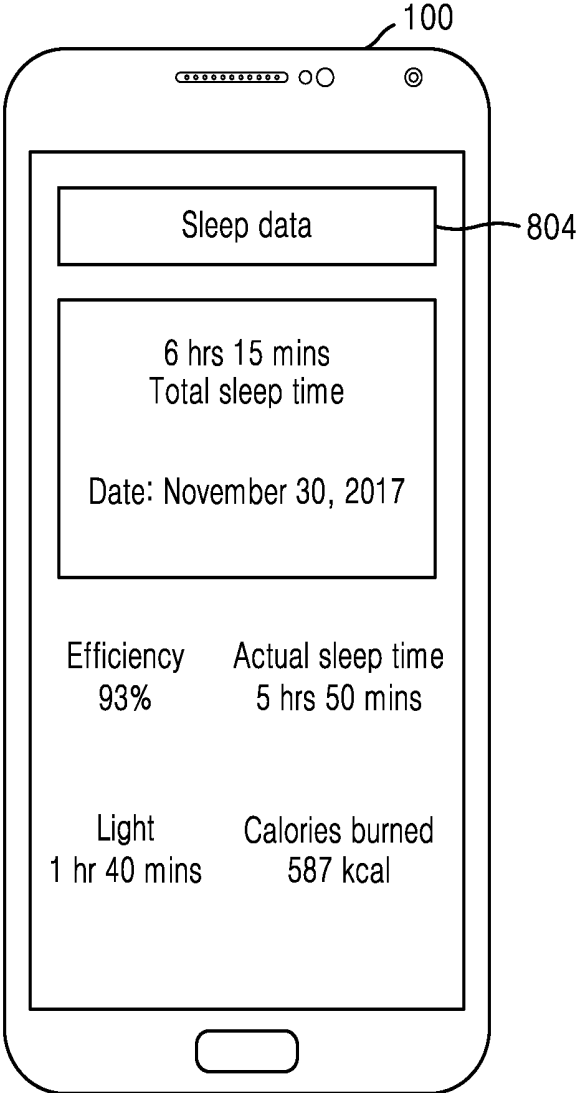 100
Sleep data
804
6 hrs 15 mins
Total sleep time
Date: November 30, 2017
Efficiency
93%
Actual sleep time
5 hrs 50 mins
Light
1 hr 40 mins
Calories burned
587 kcal